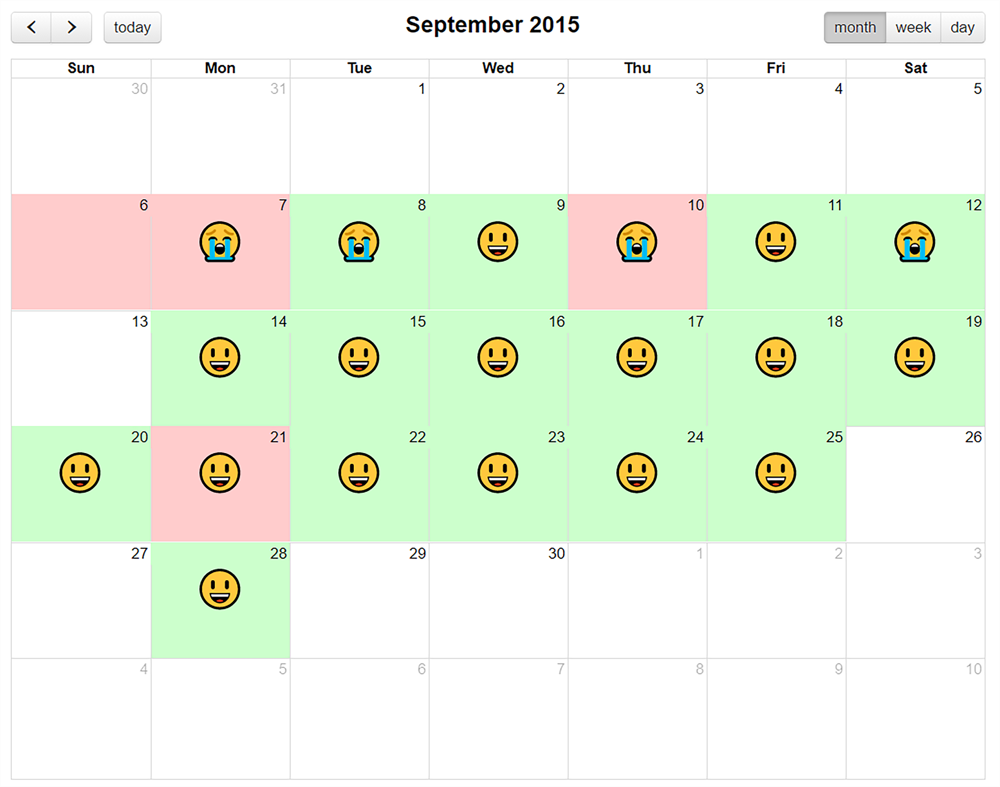 today September 2015 month week day
Sun Mon Tue Wed Thu Fri Sat
30 31 1 2 3 4 5
6 7 8 9 10 11 12
13 14 15 16 17 18 19
20 21 22 23 24 25 26
27 28 29 30 1 2 3
4 5 6 7 8 9 10